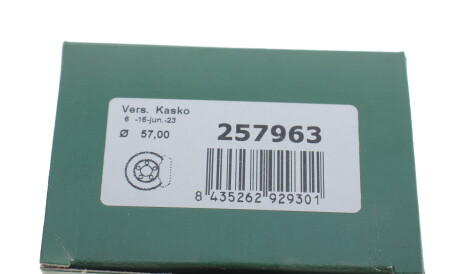 Vers. Kasko
6 -16-jun.-23
Ø 57,00
257963
8 435262 929301